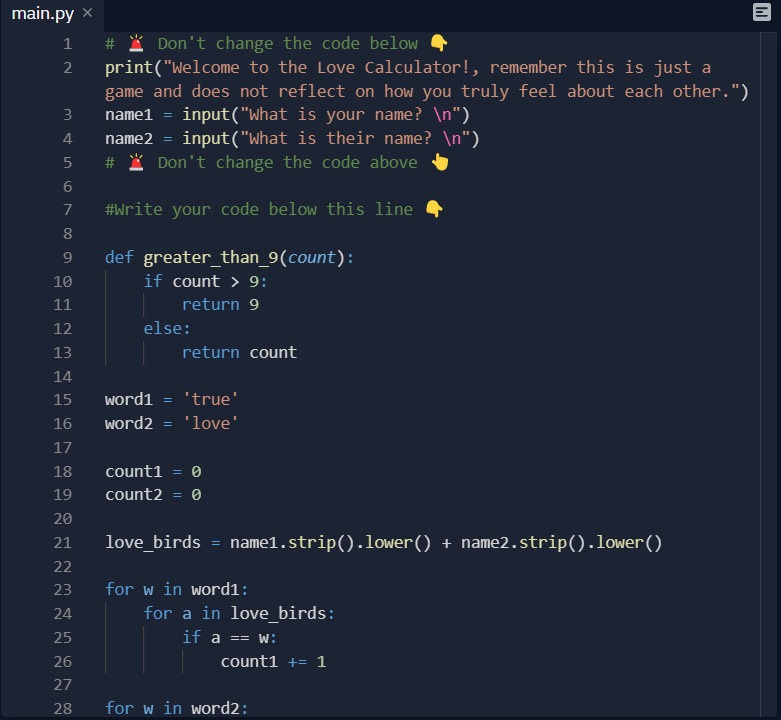 main.py ×
1 # 🚨 Don't change the code below 👇
2 print("Welcome to the Love Calculator!, remember this is just a
game and does not reflect on how you truly feel about each other.")
3 name1 = input("What is your name? \n")
4 name2 = input("What is their name? \n")
5 # 🚨 Don't change the code above 👆
6
7 #Write your code below this line 👇
8
9 def greater_than_9(count):
10     if count > 9:
11         return 9
12     else:
13         return count
14
15 word1 = 'true'
16 word2 = 'love'
17
18 count1 = 0
19 count2 = 0
20
21 love_birds = name1.strip().lower() + name2.strip().lower()
22
23 for w in word1:
24     for a in love_birds:
25         if a == w:
26             count1 += 1
27
28 for w in word2: